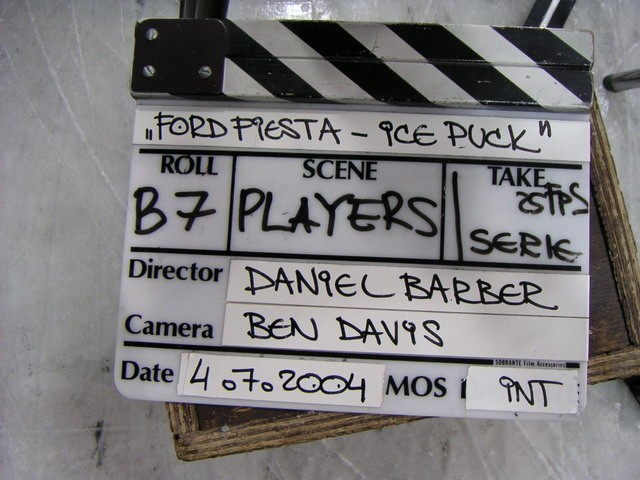 „FORD FIESTA - ICE PUCK"
ROLL SCENE TAKE
B7 PLAYERS 25FPS
SERIE
Director DANIEL BARBER
Camera BEN DAVIS
SOBRANTE Film Accessories
Date 4.07.2004 MOS INT